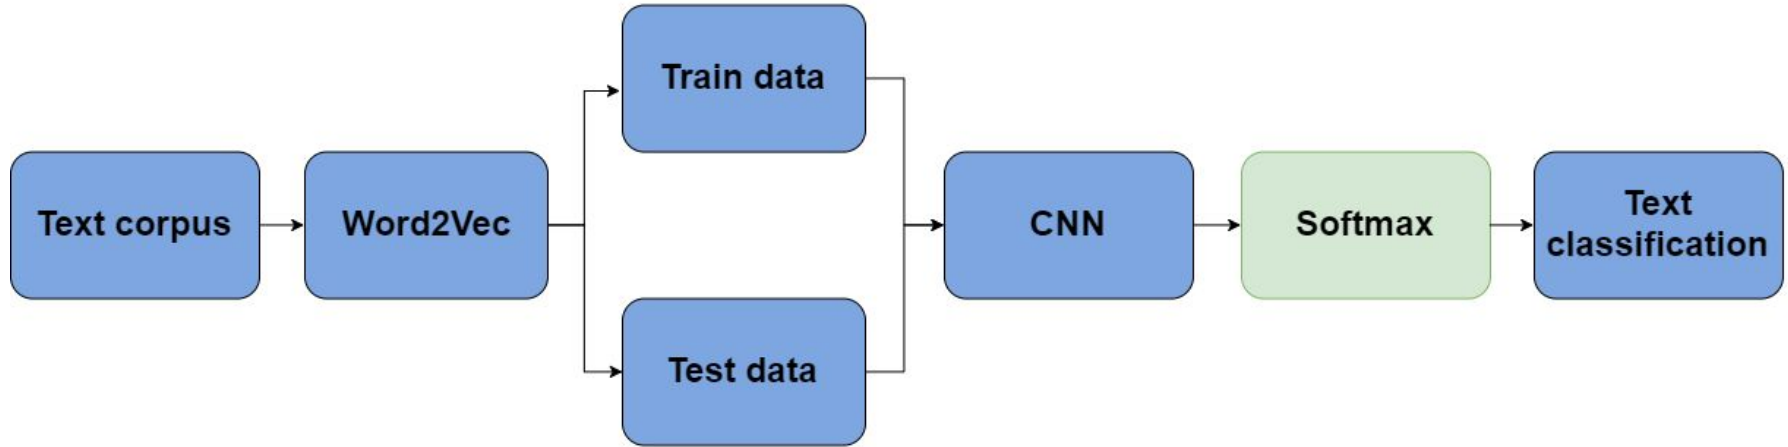 Text corpus
Word2Vec
Train data
Test data
CNN
Softmax
Text
classification